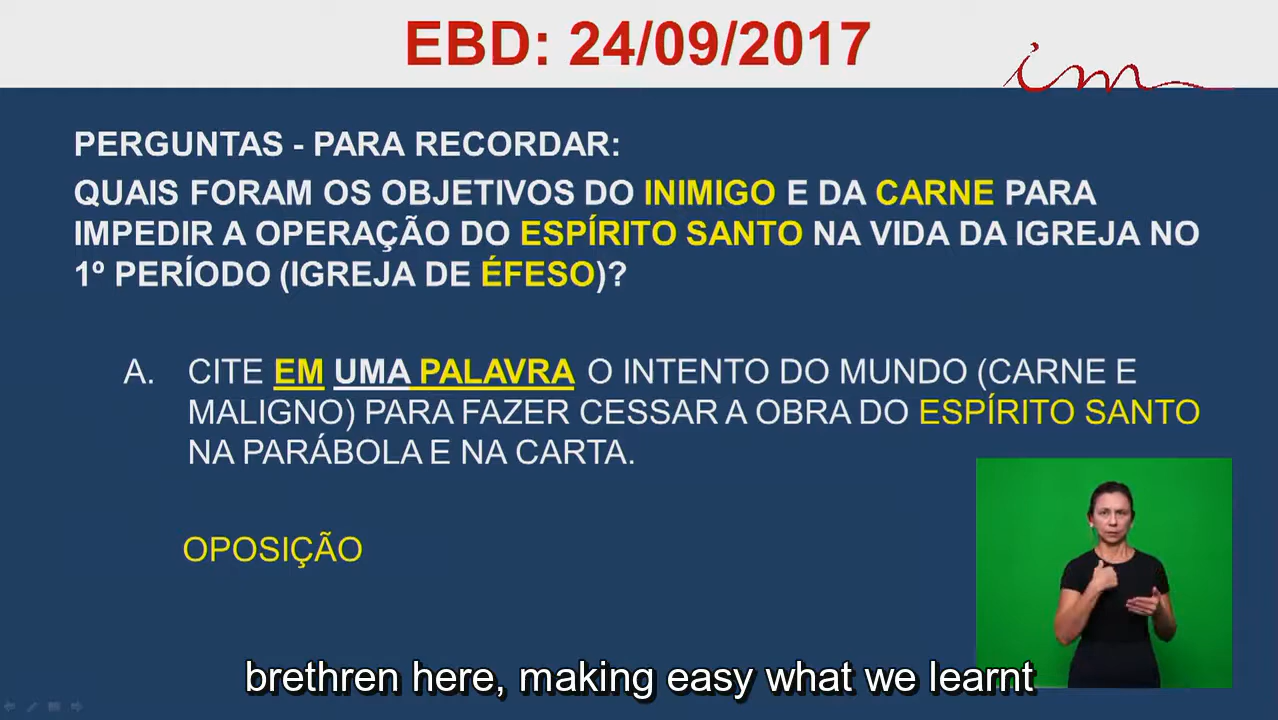 EBD: 24/09/2017
im
PERGUNTAS - PARA RECORDAR:
QUAIS FORAM OS OBJETIVOS DO INIMIGO E DA CARNE PARA
IMPEDIR A OPERAÇÃO DO ESPÍRITO SANTO NA VIDA DA IGREJA NO
1º PERÍODO (IGREJA DE ÉFESO)?
A. CITE EM UMA PALAVRA O INTENTO DO MUNDO (CARNE E
MALIGNO) PARA FAZER CESSAR A OBRA DO ESPÍRITO SANTO
NA PARÁBOLA E NA CARTA.
OPOSIÇÃO
brethren here, making easy what we learnt